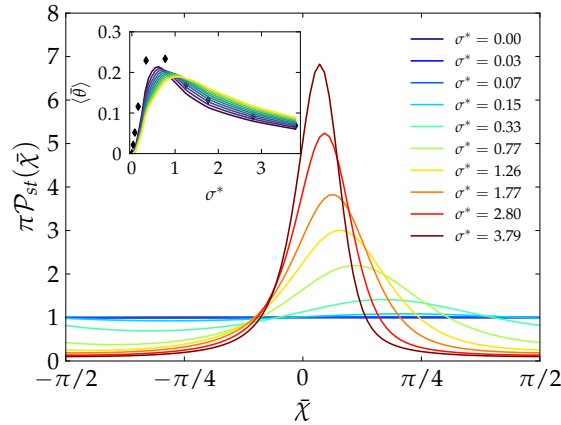 8
7
6
5
4
3
2
1
0
π𝒫st(χ̄)
−π/2
−π/4
0
π/4
π/2
χ̄
0.3
0.2
0.1
0
⟨θ̄⟩
0
1
2
3
σ*
σ* = 0.00
σ* = 0.03
σ* = 0.07
σ* = 0.15
σ* = 0.33
σ* = 0.77
σ* = 1.26
σ* = 1.77
σ* = 2.80
σ* = 3.79